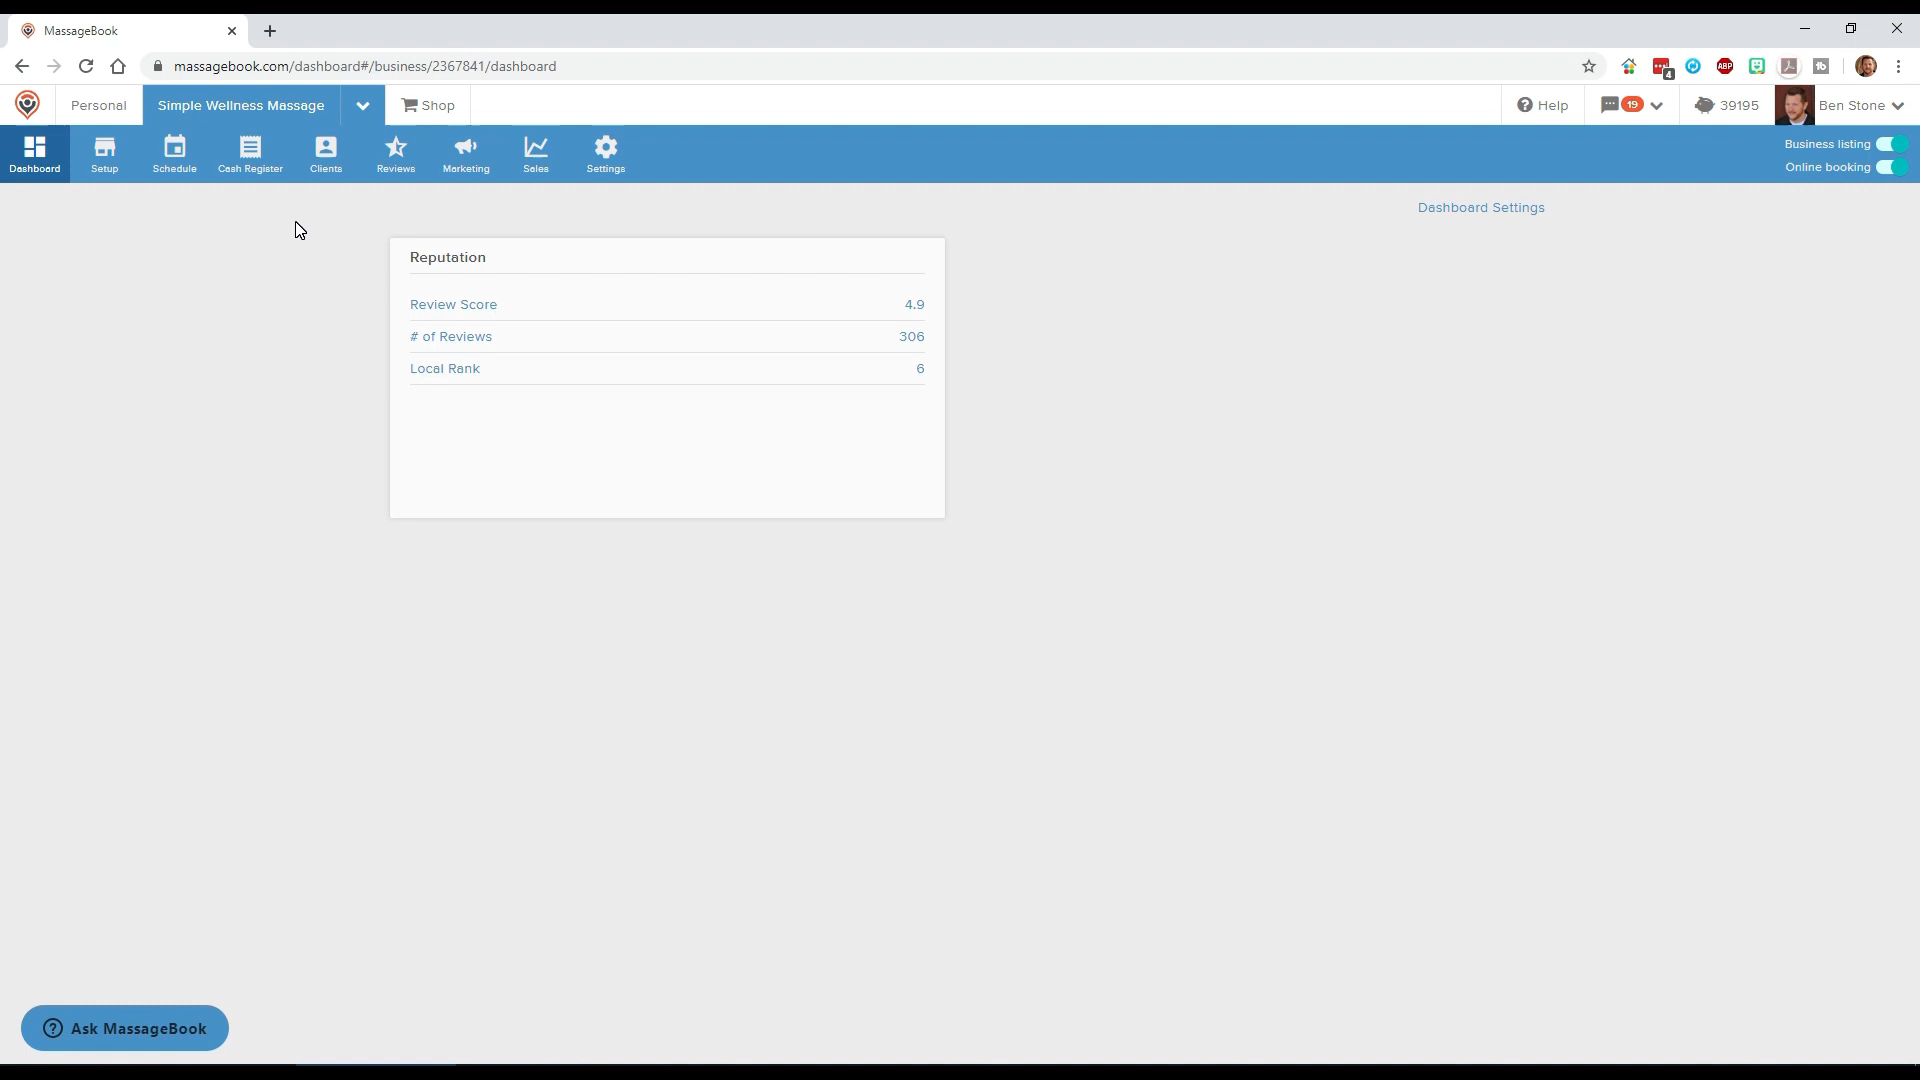 MassageBook
massagebook.com/dashboard#/business/2367841/dashboard
4
ABP
Personal
Simple Wellness Massage
Shop
Help
19
39195
Ben Stone
Dashboard
Setup
Schedule
Cash Register
Clients
Reviews
Marketing
Sales
Settings
Business listing
Online booking
Dashboard Settings
Reputation
Review Score 4.9
# of Reviews 306
Local Rank 6
Ask MassageBook